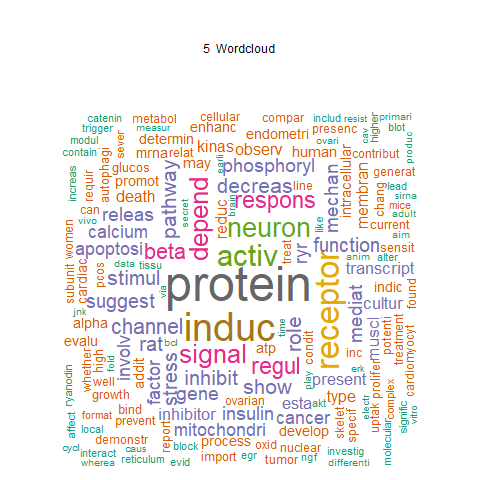 5 Wordcloud
catenin
metabol
cellular
compar
includ
resist
primari
trigger
measur
enhanc
endometri
presenc
ovari
cav
higher
blot
modul
sever
determin
kinas
observ
human
intracellular
contribut
produc
contain
autophagi
mrna
relat
may
earli
phosphoryl
mechan
membran
generat
increas
requir
glucos
promot
pathway
decreas
line
chang
lead
sirna
death
depend
reduc
brain
respons
mice
can
vivo
releas
secret
neuron
like
current
adult
aim
women
calcium
activ
treat
ryr
function
sensit
apoptosi
beta
receptor
anim
alter
subunit
cardiac
pcos
data
tissu
via
protein
transcript
stimul
mediat
indic
found
suggest
induc
cultur
jnk
alpha
channel
time
role
muscl
potenti
treatment
evalu
involv
rat
bcl
signal
atp
condit
inc
prolifer
cardiomyocyt
ryanodin
whether
high
fold
factor
stress
regul
erk
well
addit
inhibit
show
play
present
electr
complex
growth
gene
ovarian
esta
akt
type
uptak
signific
affect
format
bind
inhibitor
insulin
cancer
skelet
specif
molecular
various
local
prevent
report
mitochondri
develop
cycl
demonstr
process
oxid
nuclear
interact
caus
block
investig
wherea
reticulum
evid
import
egr
tumor
ngf
differenti